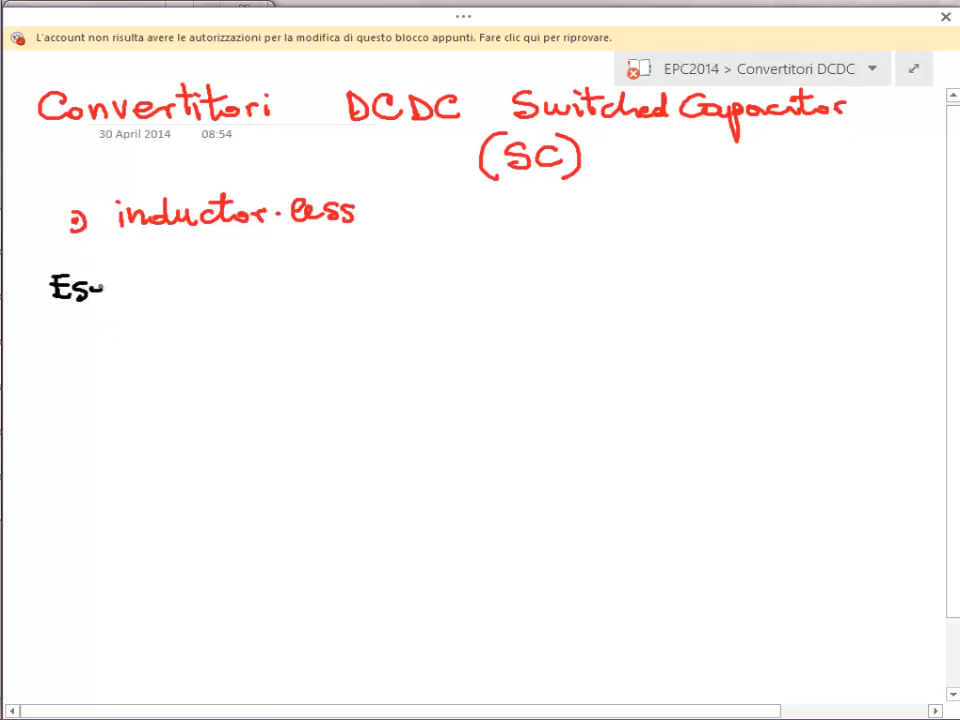 L'account non risulta avere le autorizzazioni per la modifica di questo blocco appunti. Fare clic qui per riprovare.
EPC2014 > Convertitori DCDC
Convertitori DCDC Switched Capacitor
30 April 2014 08:54
(SC)
inductor-less
Es-